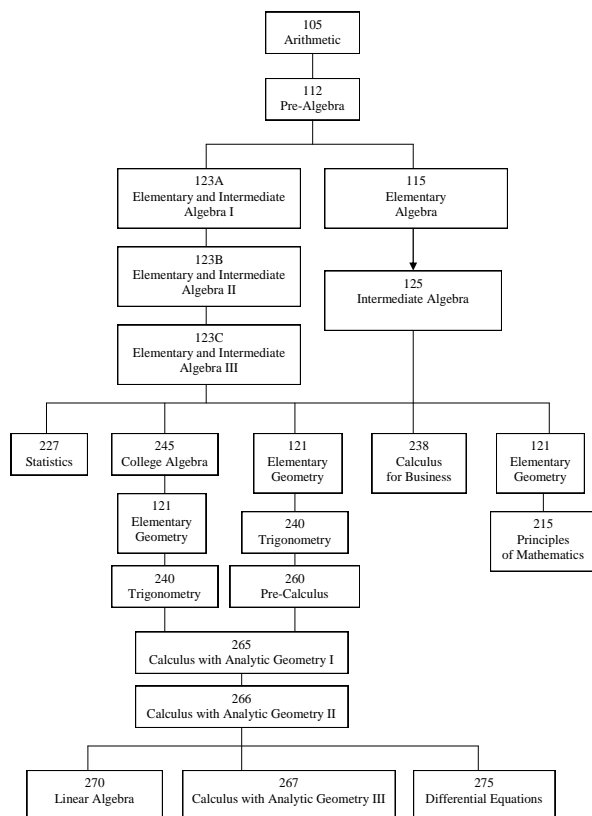 105
Arithmetic
112
Pre-Algebra
123A
Elementary and Intermediate
Algebra I
115
Elementary
Algebra
123B
Elementary and Intermediate
Algebra II
125
Intermediate Algebra
123C
Elementary and Intermediate
Algebra III
227
Statistics
245
College Algebra
121
Elementary
Geometry
238
Calculus
for Business
121
Elementary
Geometry
121
Elementary
Geometry
240
Trigonometry
215
Principles
of Mathematics
240
Trigonometry
260
Pre-Calculus
265
Calculus with Analytic Geometry I
266
Calculus with Analytic Geometry II
270
Linear Algebra
267
Calculus with Analytic Geometry III
275
Differential Equations